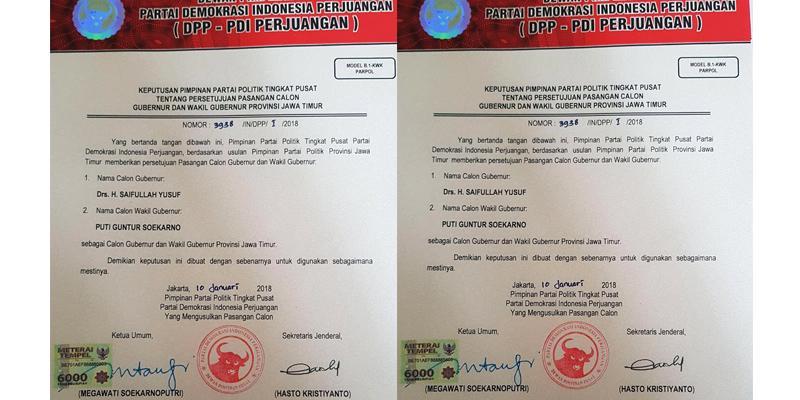 PARTAI DEMOKRASI INDONESIA PERJUANGAN
( DPP - PDI PERJUANGAN )
MODEL B.1-KWK
PARPOL
KEPUTUSAN PIMPINAN PARTAI POLITIK TINGKAT PUSAT
TENTANG PERSETUJUAN PASANGAN CALON
GUBERNUR DAN WAKIL GUBERNUR PROVINSI JAWA TIMUR
NOMOR : 3938 /IN/DPP/ I /2018
Yang bertanda tangan dibawah ini, Pimpinan Partai Politik Tingkat Pusat Partai
Demokrasi Indonesia Perjuangan, berdasarkan usulan Pimpinan Partai Politik Provinsi Jawa
Timur memberikan persetujuan Pasangan Calon Gubernur dan Wakil Gubernur:
1. Nama Calon Gubernur:
Drs. H. SAIFULLAH YUSUF
2. Nama Calon Wakil Gubernur:
PUTI GUNTUR SOEKARNO
sebagai Calon Gubernur dan Wakil Gubernur Provinsi Jawa Timur.
Demikian keputusan ini dibuat dengan sebenarnya untuk digunakan sebagaimana
mestinya.
Jakarta, 10 Januari 2018
Pimpinan Partai Politik Tingkat Pusat
Partai Demokrasi Indonesia Perjuangan
Yang Mengusulkan Pasangan Calon
Ketua Umum, Sekretaris Jenderal,
METERAI
TEMPEL
6000
(MEGAWATI SOEKARNOPUTRI) (HASTO KRISTIYANTO)
PARTAI DEMOKRASI INDONESIA PERJUANGAN
( DPP - PDI PERJUANGAN )
MODEL B.1-KWK
PARPOL
KEPUTUSAN PIMPINAN PARTAI POLITIK TINGKAT PUSAT
TENTANG PERSETUJUAN PASANGAN CALON
GUBERNUR DAN WAKIL GUBERNUR PROVINSI JAWA TIMUR
NOMOR : 3938 /IN/DPP/ I /2018
Yang bertanda tangan dibawah ini, Pimpinan Partai Politik Tingkat Pusat Partai
Demokrasi Indonesia Perjuangan, berdasarkan usulan Pimpinan Partai Politik Provinsi Jawa
Timur memberikan persetujuan Pasangan Calon Gubernur dan Wakil Gubernur:
1. Nama Calon Gubernur:
Drs. H. SAIFULLAH YUSUF
2. Nama Calon Wakil Gubernur:
PUTI GUNTUR SOEKARNO
sebagai Calon Gubernur dan Wakil Gubernur Provinsi Jawa Timur.
Demikian keputusan ini dibuat dengan sebenarnya untuk digunakan sebagaimana
mestinya.
Jakarta, 10 Januari 2018
Pimpinan Partai Politik Tingkat Pusat
Partai Demokrasi Indonesia Perjuangan
Yang Mengusulkan Pasangan Calon
Ketua Umum, Sekretaris Jenderal,
METERAI
TEMPEL
6000
(MEGAWATI SOEKARNOPUTRI) (HASTO KRISTIYANTO)